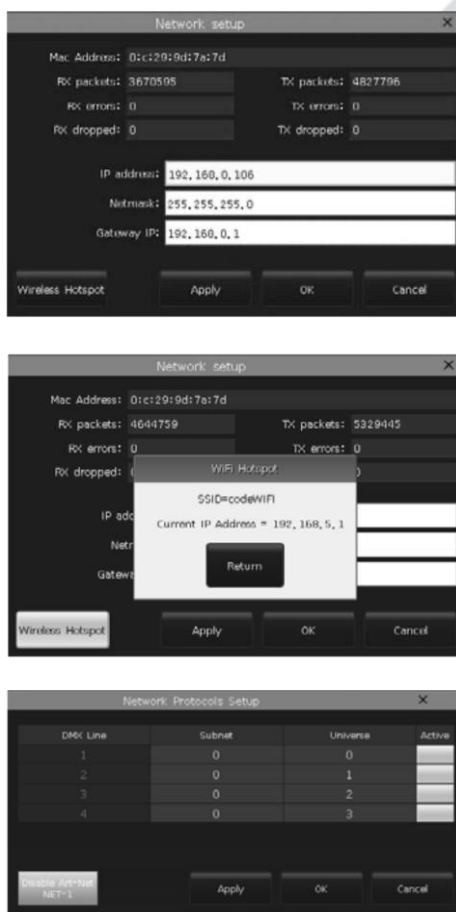 Network setup ×
Mac Address: 0:c:29:9d:7a:7d
RX packets: 3670595 TX packets: 4827796
RX errors: 0 TX errors: 0
RX dropped: 0 TX dropped: 0
IP address: 192.168.0.106
Netmask: 255.255.255.0
Gateway IP: 192.168.0.1
Wireless Hotspot Apply OK Cancel
Network setup ×
Mac Address: 0:c:29:9d:7a:7d
RX packets: 4644759 TX packets: 5329445
RX errors: 0 TX errors: 0
WiFi Hotspot
RX dropped:
SSID=codeWIFI
IP add
Current IP Address = 192.168.5.1
Netm
Return
Gatewa
Wireless Hotspot Apply OK Cancel
Network Protocols Setup ×
DMX Line Subnet Universe Active
1 0 0
2 0 1
3 0 2
4 0 3
Disable Art-Net
NET-1
Apply OK Cancel